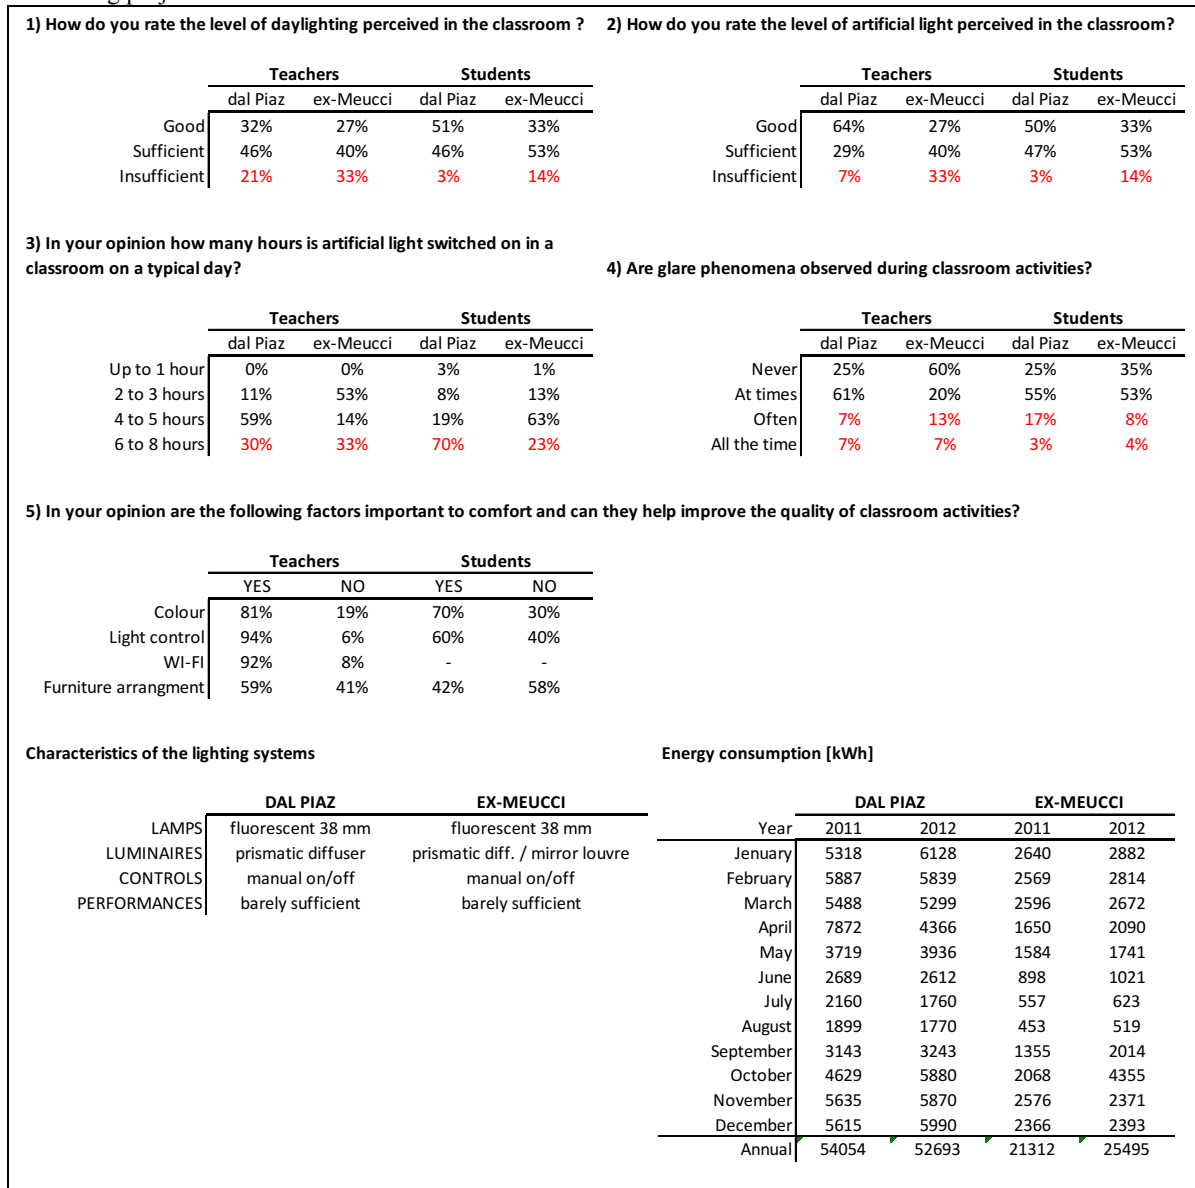 1) How do you rate the level of daylighting perceived in the classroom ?
Teachers Students
dal Piaz ex-Meucci dal Piaz ex-Meucci
Good 32% 27% 51% 33%
Sufficient 46% 40% 46% 53%
Insufficient 21% 33% 3% 14%
2) How do you rate the level of artificial light perceived in the classroom?
Teachers Students
dal Piaz ex-Meucci dal Piaz ex-Meucci
Good 64% 27% 50% 33%
Sufficient 29% 40% 47% 53%
Insufficient 7% 33% 3% 14%
3) In your opinion how many hours is artificial light switched on in a
classroom on a typical day?
Teachers Students
dal Piaz ex-Meucci dal Piaz ex-Meucci
Up to 1 hour 0% 0% 3% 1%
2 to 3 hours 11% 53% 8% 13%
4 to 5 hours 59% 14% 19% 63%
6 to 8 hours 30% 33% 70% 23%
4) Are glare phenomena observed during classroom activities?
Teachers Students
dal Piaz ex-Meucci dal Piaz ex-Meucci
Never 25% 60% 25% 35%
At times 61% 20% 55% 53%
Often 7% 13% 17% 8%
All the time 7% 7% 3% 4%
5) In your opinion are the following factors important to comfort and can they help improve the quality of classroom activities?
Teachers Students
YES NO YES NO
Colour 81% 19% 70% 30%
Light control 94% 6% 60% 40%
WI-FI 92% 8% - -
Furniture arrangment 59% 41% 42% 58%
Characteristics of the lighting systems
DAL PIAZ EX-MEUCCI
LAMPS fluorescent 38 mm fluorescent 38 mm
LUMINAIRES prismatic diffuser prismatic diff. / mirror louvre
CONTROLS manual on/off manual on/off
PERFORMANCES barely sufficient barely sufficient
Energy consumption [kWh]
DAL PIAZ EX-MEUCCI
Year 2011 2012 2011 2012
Jenuary 5318 6128 2640 2882
February 5887 5839 2569 2814
March 5488 5299 2596 2672
April 7872 4366 1650 2090
May 3719 3936 1584 1741
June 2689 2612 898 1021
July 2160 1760 557 623
August 1899 1770 453 519
September 3143 3243 1355 2014
October 4629 5880 2068 4355
November 5635 5870 2576 2371
December 5615 5990 2366 2393
Annual 54054 52693 21312 25495